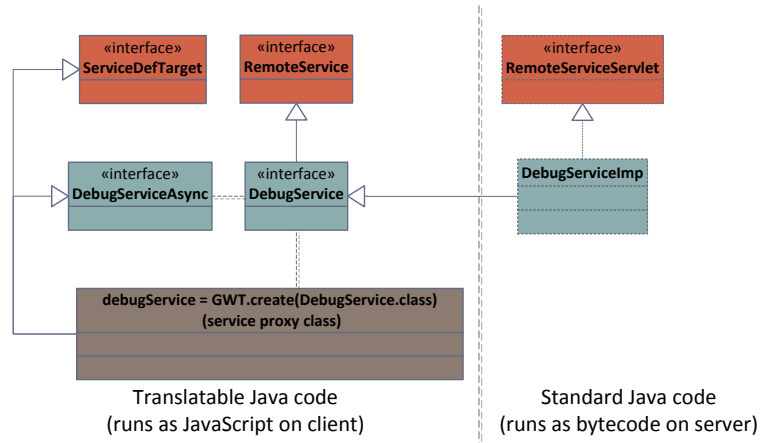 «interface»
ServiceDefTarget
«interface»
RemoteService
«interface»
RemoteServiceServlet
«interface»
DebugServiceAsync
«interface»
DebugService
DebugServiceImp
debugService = GWT.create(DebugService.class)
(service proxy class)
Translatable Java code
(runs as JavaScript on client)
Standard Java code
(runs as bytecode on server)